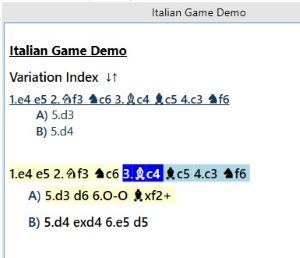 Italian Game Demo
Italian Game Demo
Variation Index ↓↑
1.e4 e5 2.♘f3 ♞c6 3.♗c4 ♝c5 4.c3 ♞f6
A) 5.d3
B) 5.d4
1.e4 e5 2.♘f3 ♞c6 3.♗c4 ♝c5 4.c3 ♞f6
A) 5.d3 d6 6.O-O ♝xf2+
B) 5.d4 exd4 6.e5 d5